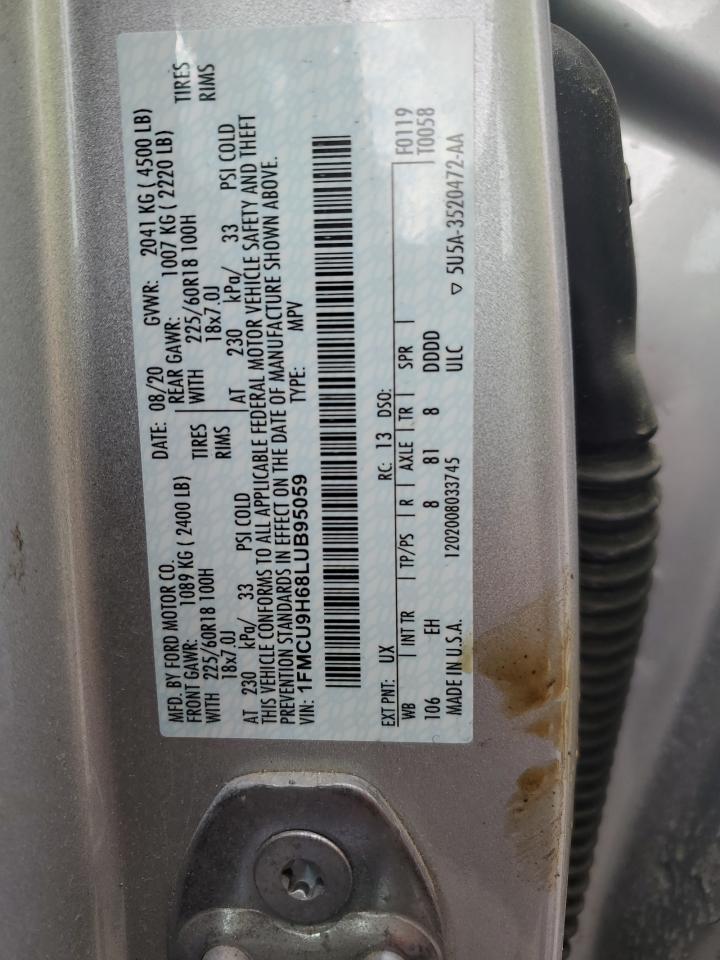 MFD. BY FORD MOTOR CO.
DATE: 08/20 GVWR: 2041 KG ( 4500 LB)
FRONT GAWR: 1089 KG ( 2400 LB) REAR GAWR: 1007 KG ( 2220 LB)
WITH 225/60R18 100H TIRES WITH 225/60R18 100H TIRES
18x7.0J RIMS 18x7.0J RIMS
AT 230 kPa/ 33 PSI COLD AT 230 kPa/ 33 PSI COLD
THIS VEHICLE CONFORMS TO ALL APPLICABLE FEDERAL MOTOR VEHICLE SAFETY AND THEFT
PREVENTION STANDARDS IN EFFECT ON THE DATE OF MANUFACTURE SHOWN ABOVE.
VIN: 1FMCU9H68LUB95059 TYPE: MPV
EXT PNT: UX RC: 13 DSO: F0119
WB INT TR TP/PS R AXLE TR SPR T0058
106 EH 8 81 8 DDDD
MADE IN U.S.A. 1202008033745 ULC ▽ 5U5A-3520472-AA